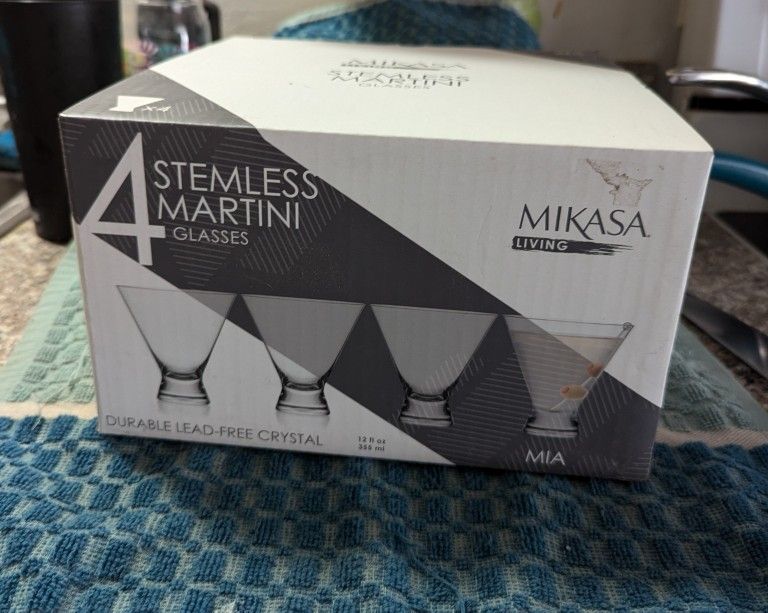 MIKASA
STEMLESS
MARTINI
GLASSES
x4
4
STEMLESS
MARTINI
GLASSES
MIKASA
LIVING
DURABLE LEAD-FREE CRYSTAL
12 fl oz
355 ml
MIA